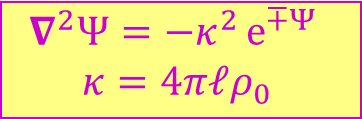 ∇²Ψ = −κ² e^∓Ψ
κ = 4πℓρ₀